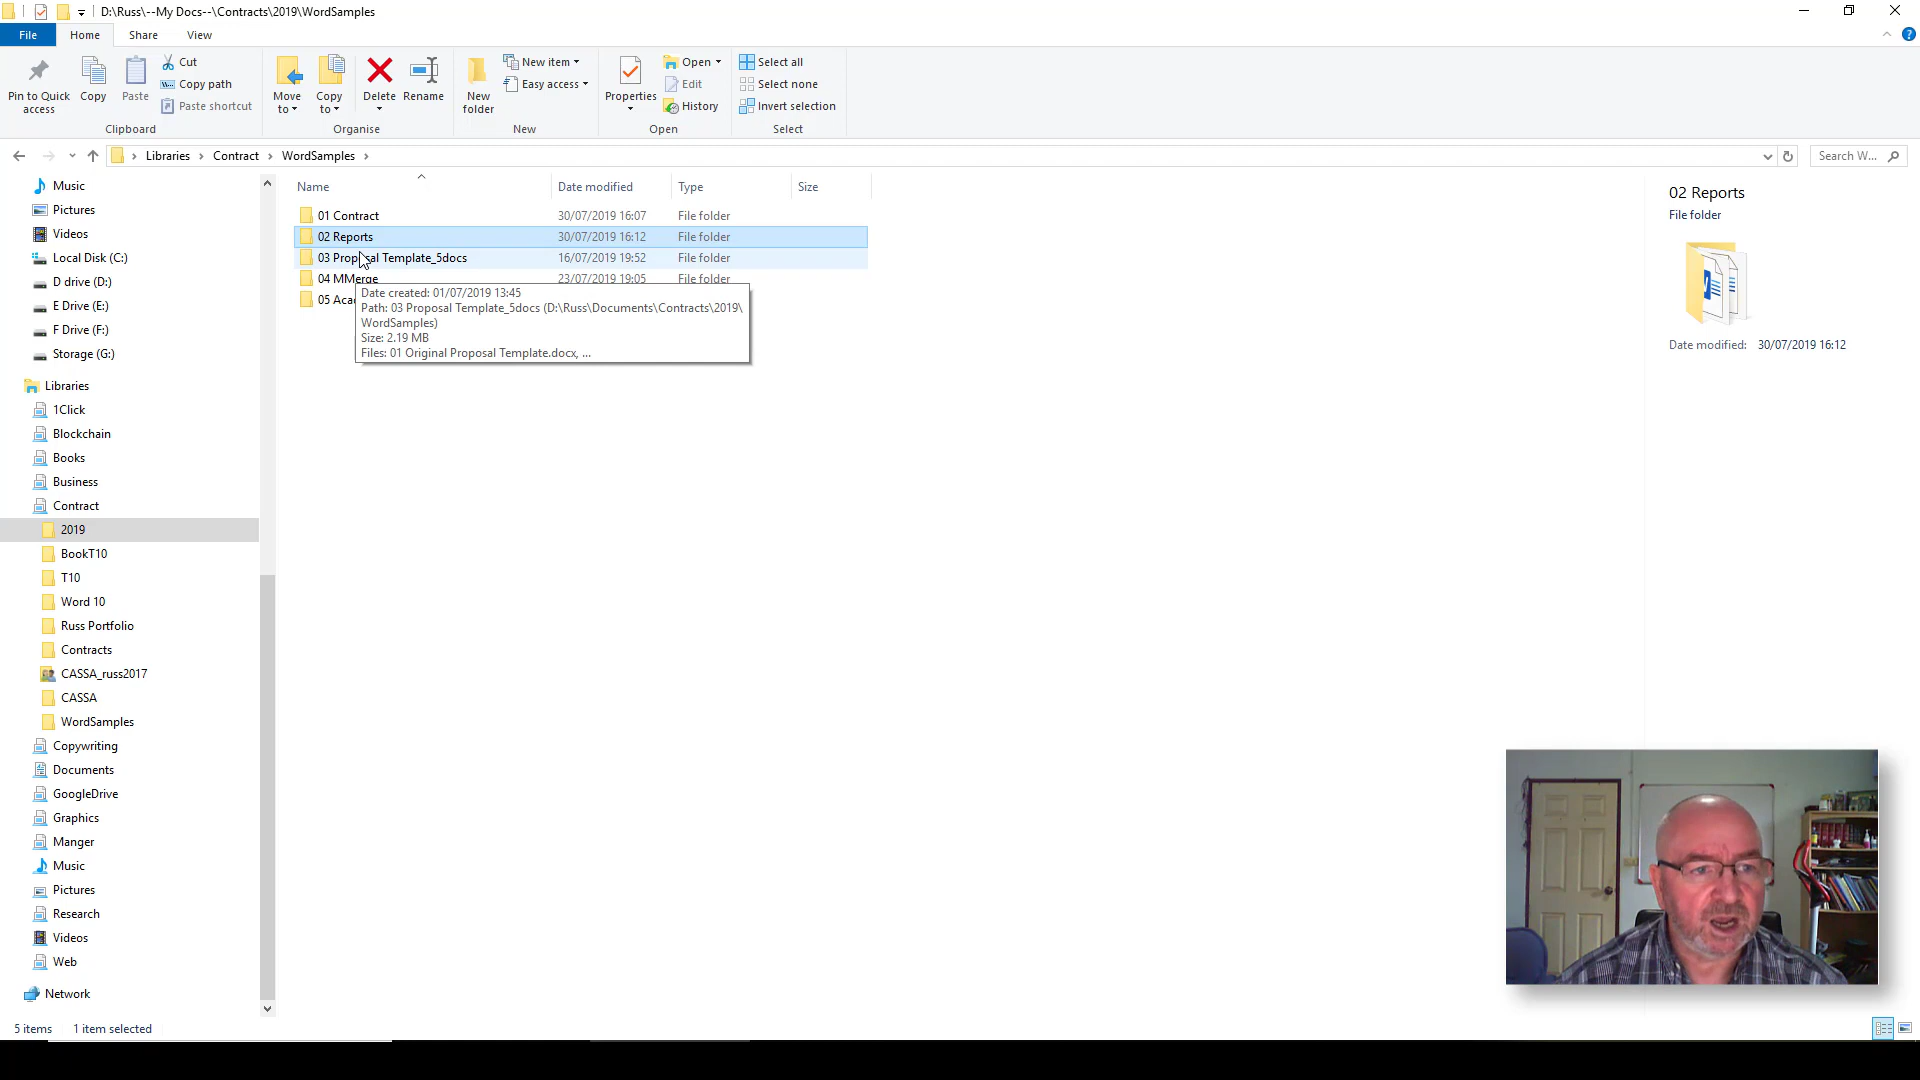 D:\Russ\--My Docs--\Contracts\2019\WordSamples
File Home Share View
Pin to Quick access
Copy
Paste
Cut
Copy path
Paste shortcut
Clipboard
Move to
Copy to
Delete
Rename
Organise
New folder
New item
Easy access
New
Properties
Open
Edit
History
Open
Select all
Select none
Invert selection
Select
Libraries > Contract > WordSamples >
Search W...
Music
Pictures
Videos
Local Disk (C:)
D drive (D:)
E Drive (E:)
F Drive (F:)
Storage (G:)
Libraries
1Click
Blockchain
Books
Business
Contract
2019
BookT10
T10
Word 10
Russ Portfolio
Contracts
CASSA_russ2017
CASSA
WordSamples
Copywriting
Documents
GoogleDrive
Graphics
Manger
Music
Pictures
Research
Videos
Web
Network
Name Date modified Type Size
01 Contract 30/07/2019 16:07 File folder
02 Reports 30/07/2019 16:12 File folder
03 Proposal Template_5docs 16/07/2019 19:52 File folder
04 MMerge 23/07/2019 19:05 File folder
05 Aca
Date created: 01/07/2019 13:45
Path: 03 Proposal Template_5docs (D:\Russ\Documents\Contracts\2019\
WordSamples)
Size: 2.19 MB
Files: 01 Original Proposal Template.docx, ...
02 Reports
File folder
Date modified: 30/07/2019 16:12
5 items 1 item selected